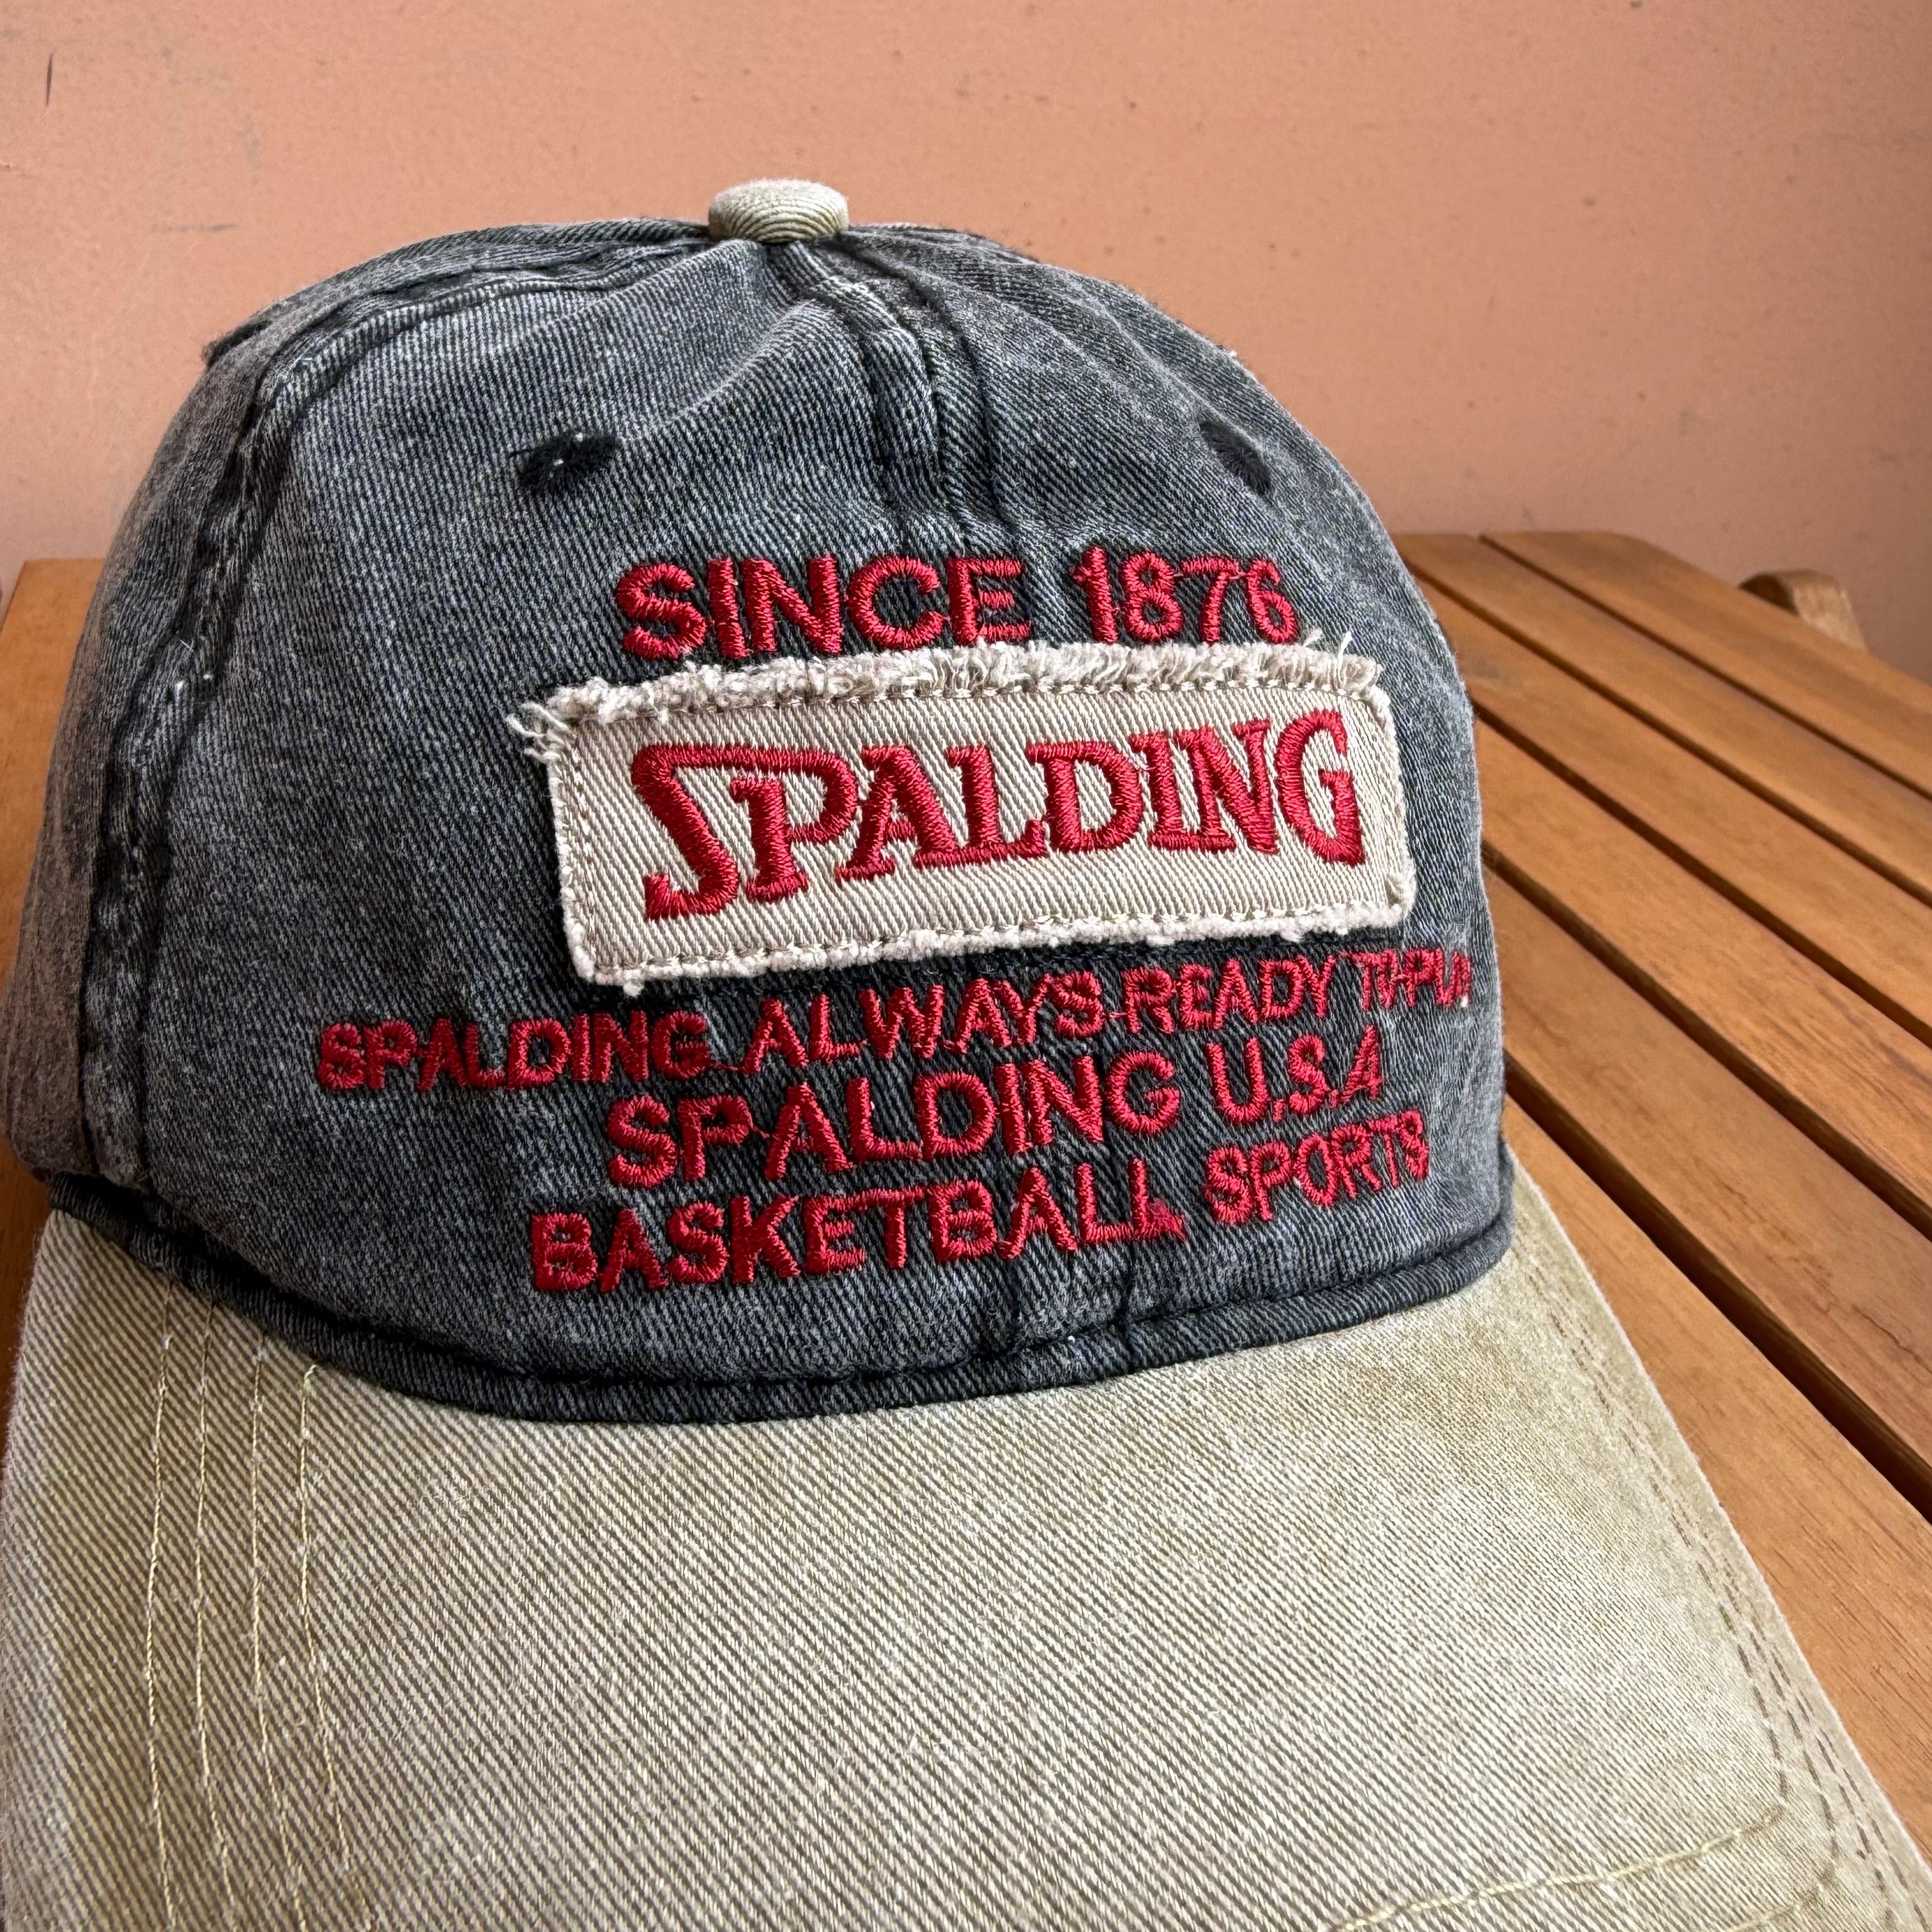 SINCE 1876
SPALDING
SPALDING ALWAYS READY
SPALDING U.S.A
BASKETBALL SPORTS